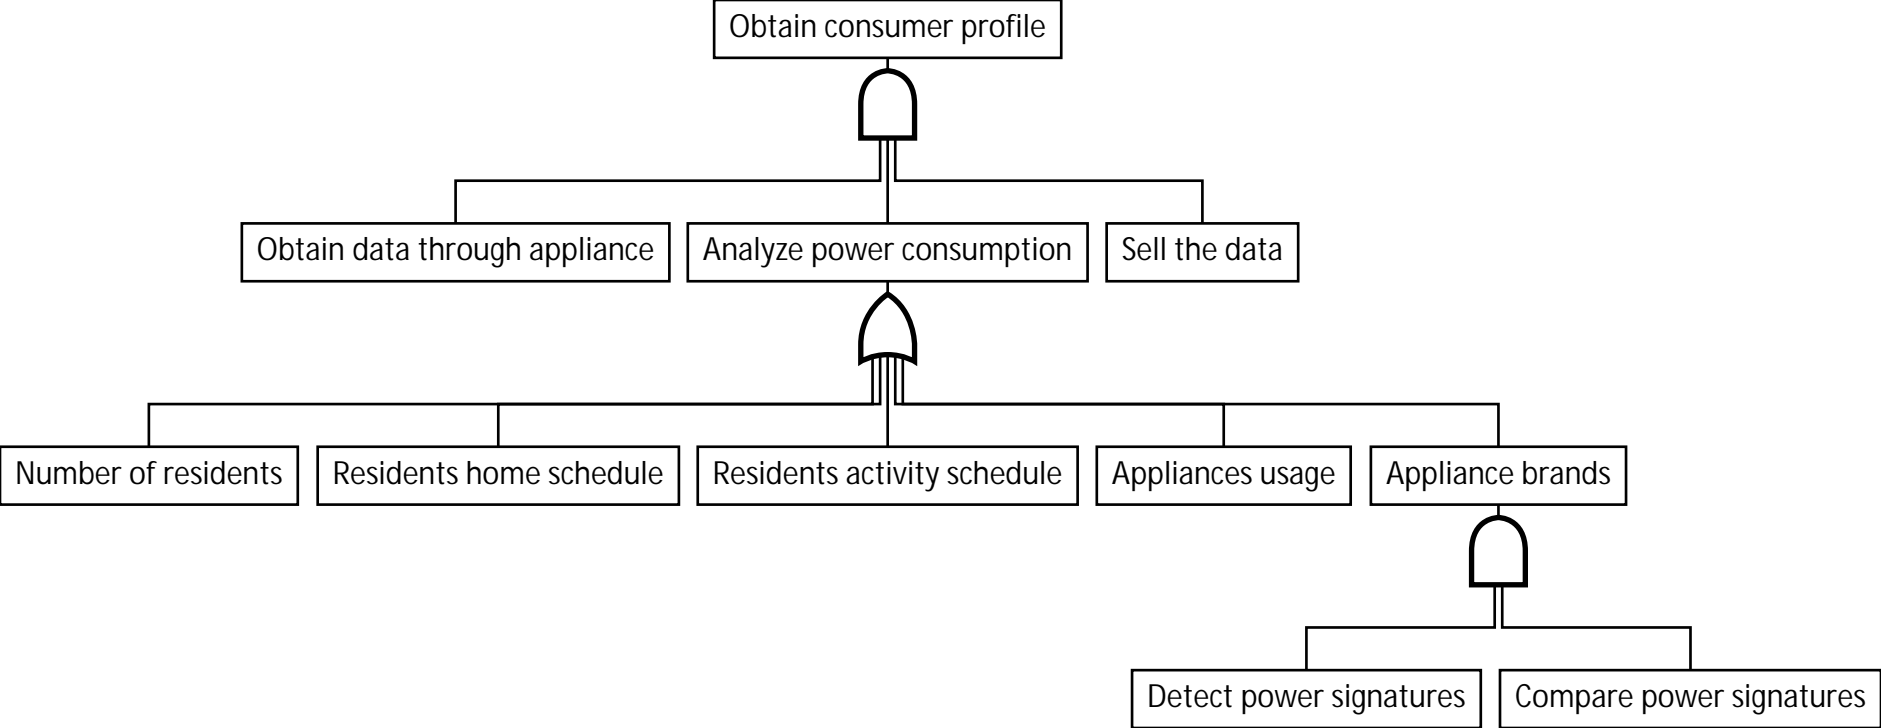 Obtain consumer profile
Obtain data through appliance
Analyze power consumption
Sell the data
Number of residents
Residents home schedule
Residents activity schedule
Appliances usage
Appliance brands
Detect power signatures
Compare power signatures